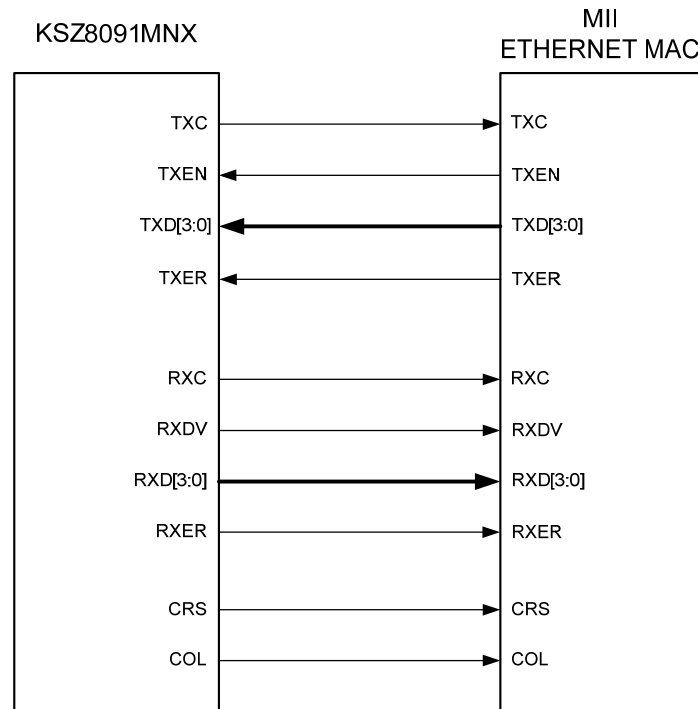 KSZ8091MNX
MII
ETHERNET MAC
TXC TXC
TXEN TXEN
TXD[3:0] TXD[3:0]
TXER TXER
RXC RXC
RXDV RXDV
RXD[3:0] RXD[3:0]
RXER RXER
CRS CRS
COL COL